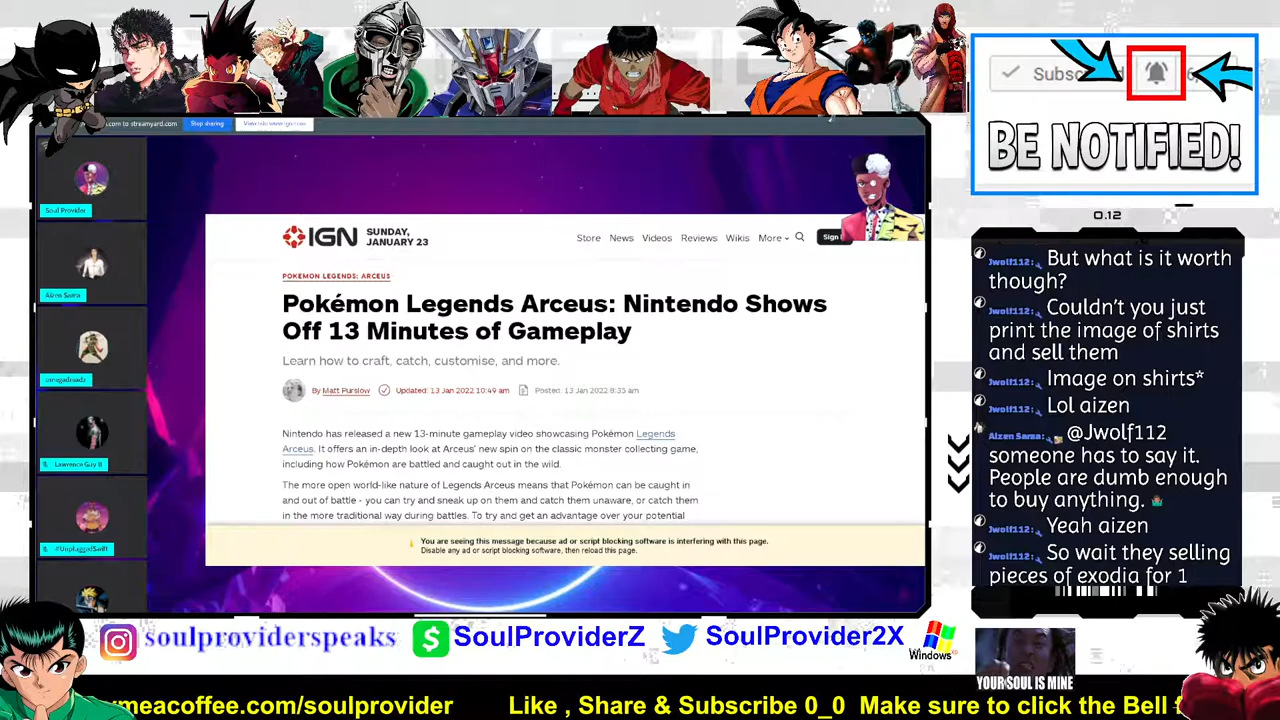 com to streamyard.com Stop sharing
Soul Provider
Aizen Sama
omegadreadz
Lawrence Guy II
#UnpluggedSwift
IGN SUNDAY,
JANUARY 23
Store News Videos Reviews Wikis More Sign
POKEMON LEGENDS: ARCEUS
Pokémon Legends Arceus: Nintendo Shows
Off 13 Minutes of Gameplay
Learn how to craft, catch, customise, and more.
By Matt Purslow Updated: 13 Jan 2022 10:49 am Posted: 13 Jan 2022 8:35 am
Nintendo has released a new 13-minute gameplay video showcasing Pokémon Legends
Arceus. It offers an in-depth look at Arceus' new spin on the classic monster collecting game,
including how Pokémon are battled and caught out in the wild.
The more open world-like nature of Legends Arceus means that Pokémon can be caught in
and out of battle - you can try and sneak up on them and catch them unaware, or catch them
in the more traditional way during battles. To try and get an advantage over your potential
You are seeing this message because ad or script blocking software is interfering with this page.
Disable any ad or script blocking software, then reload this page.
BE NOTIFIED!
0.12
Jwolf112: But what is it worth
though?
Jwolf112: Couldn't you just
print the image of shirts
and sell them
Jwolf112: Image on shirts*
Jwolf112: Lol aizen
Aizen Sama: @Jwolf112
someone has to say it.
People are dumb enough
to buy anything.
Jwolf112: Yeah aizen
Jwolf112: So wait they selling
pieces of exodia for 1
soulproviderspeaks SoulProviderZ SoulProvider2X Windows
YOUR SOUL IS MINE
ymeacoffee.com/soulprovider Like , Share & Subscribe 0_0 Make sure to click the Bell